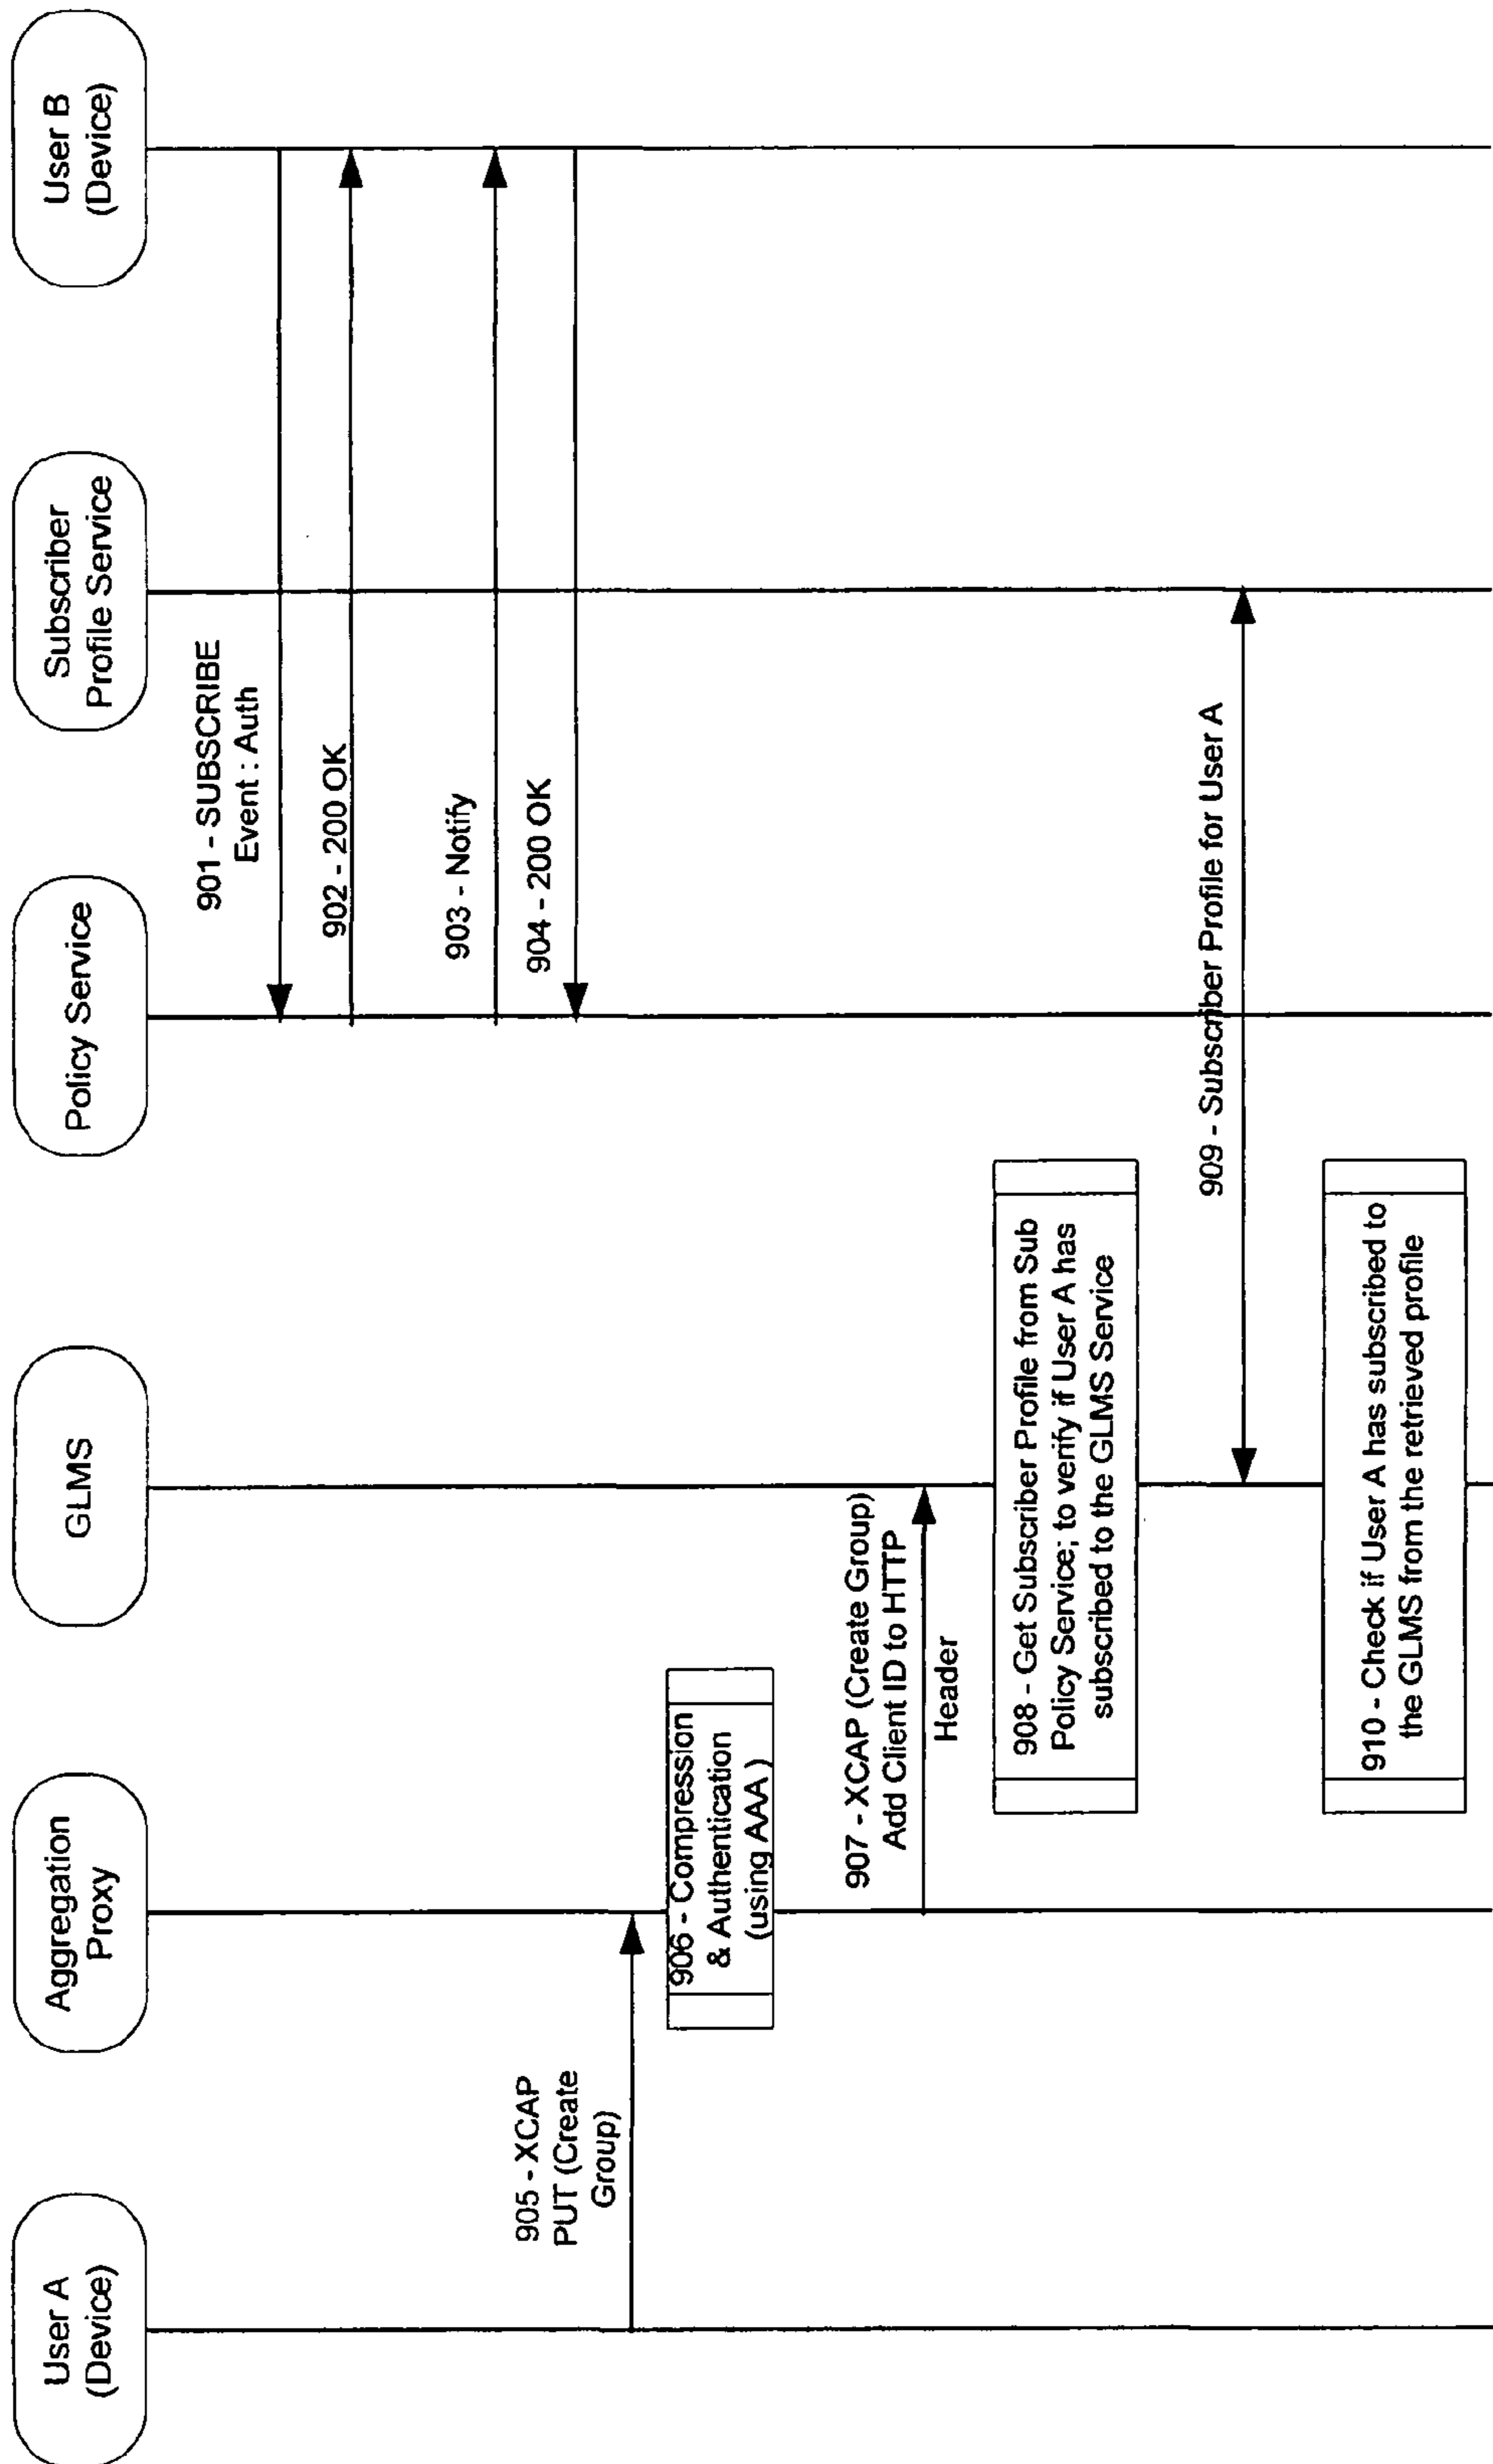 User A
(Device)
Aggregation
Proxy
GLMS
Policy Service
Subscriber
Profile Service
User B
(Device)
901 - SUBSCRIBE
Event : Auth
902 - 200 OK
903 - Notify
904 - 200 OK
905 - XCAP
PUT (Create
Group)
906 - Compression
& Authentication
(using AAA )
907 - XCAP (Create Group)
Add Client ID to HTTP
Header
908 - Get Subscriber Profile from Sub
Policy Service; to verify if User A has
subscribed to the GLMS Service
909 - Subscriber Profile for User A
910 - Check if User A has subscribed to
the GLMS from the retrieved profile